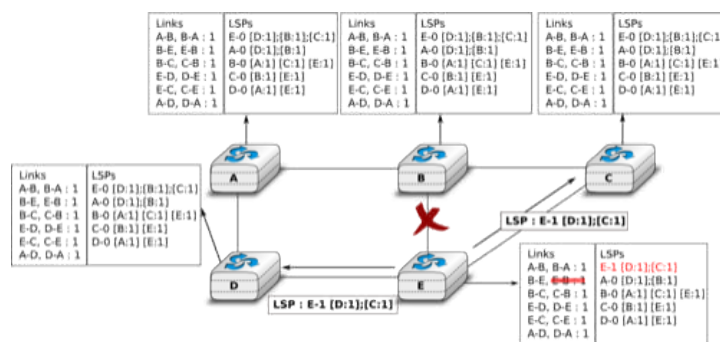 Links LSPs
A-B, B-A : 1 E-0 [D:1];[B:1];[C:1]
B-E, E-B : 1 A-0 [D:1];[B:1]
B-C, C-B : 1 B-0 [A:1] [C:1] [E:1]
E-D, D-E : 1 C-0 [B:1] [E:1]
E-C, C-E : 1 D-0 [A:1] [E:1]
A-D, D-A : 1
Links LSPs
A-B, B-A : 1 E-0 [D:1];[B:1];[C:1]
B-E, E-B : 1 A-0 [D:1];[B:1]
B-C, C-B : 1 B-0 [A:1] [C:1] [E:1]
E-D, D-E : 1 C-0 [B:1] [E:1]
E-C, C-E : 1 D-0 [A:1] [E:1]
A-D, D-A : 1
Links LSPs
A-B, B-A : 1 E-0 [D:1];[B:1];[C:1]
B-E, E-B : 1 A-0 [D:1];[B:1]
B-C, C-B : 1 B-0 [A:1] [C:1] [E:1]
E-D, D-E : 1 C-0 [B:1] [E:1]
E-C, C-E : 1 D-0 [A:1] [E:1]
A-D, D-A : 1
A
B
C
Links LSPs
A-B, B-A : 1 E-0 [D:1];[B:1];[C:1]
B-E, E-B : 1 A-0 [D:1];[B:1]
B-C, C-B : 1 B-0 [A:1] [C:1] [E:1]
E-D, D-E : 1 C-0 [B:1] [E:1]
E-C, C-E : 1 D-0 [A:1] [E:1]
A-D, D-A : 1
LSP : E-1 [D:1];[C:1]
D
E
LSP : E-1 [D:1];[C:1]
Links LSPs
A-B, B-A : 1 E-1 [D:1];[C:1]
B-E, E-B : 1 A-0 [D:1];[B:1]
B-C, C-B : 1 B-0 [A:1] [C:1] [E:1]
E-D, D-E : 1 C-0 [B:1] [E:1]
E-C, C-E : 1 D-0 [A:1] [E:1]
A-D, D-A : 1